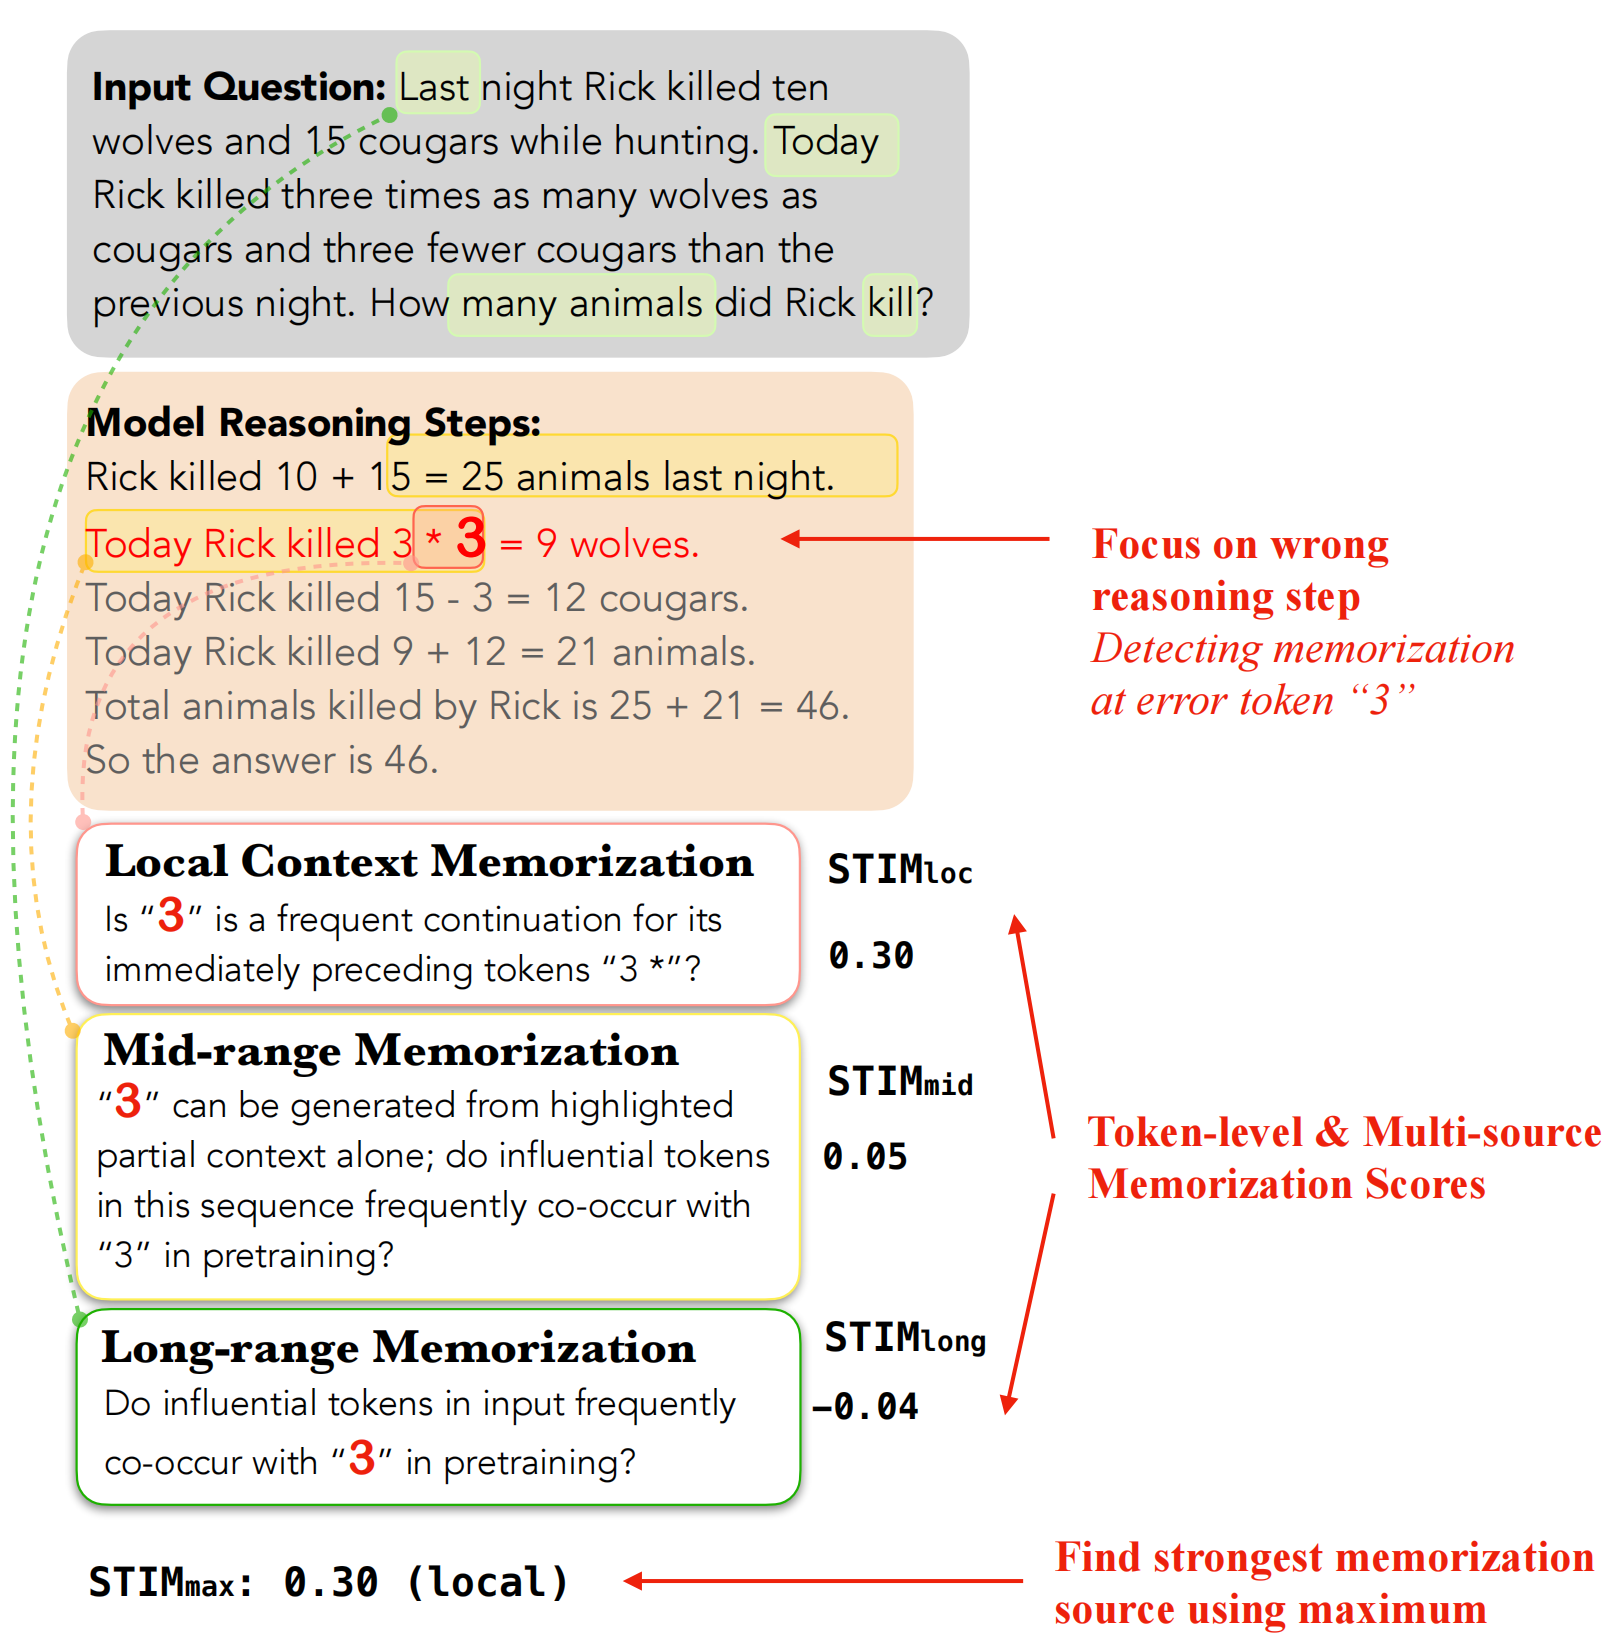 Input Question: Last night Rick killed ten
wolves and 15 cougars while hunting. Today
Rick killed three times as many wolves as
cougars and three fewer cougars than the
previous night. How many animals did Rick kill?
Model Reasoning Steps:
Rick killed 10 + 15 = 25 animals last night.
Today Rick killed 3 * 3 = 9 wolves.
Today Rick killed 15 - 3 = 12 cougars.
Today Rick killed 9 + 12 = 21 animals.
Total animals killed by Rick is 25 + 21 = 46.
So the answer is 46.
Focus on wrong
reasoning step
Detecting memorization
at error token “3”
Local Context Memorization
Is “3” is a frequent continuation for its
immediately preceding tokens “3 *”?
STIMloc
0.30
Mid-range Memorization
“3” can be generated from highlighted
partial context alone; do influential tokens
in this sequence frequently co-occur with
“3” in pretraining?
STIMmid
0.05
Token-level & Multi-source
Memorization Scores
Long-range Memorization
Do influential tokens in input frequently
co-occur with “3” in pretraining?
STIMlong
−0.04
STIMmax: 0.30 (local)
Find strongest memorization
source using maximum